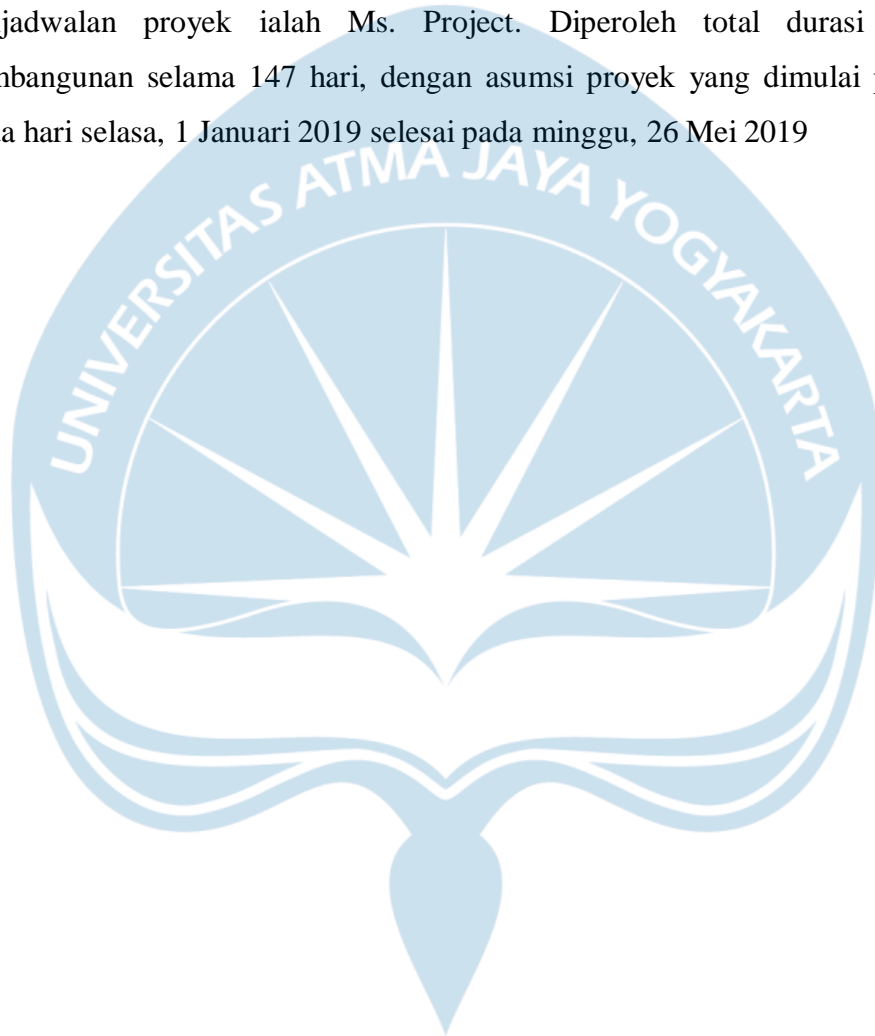 jadwalan proyek ialah Ms. Project. Diperoleh total durasi
mbangunan selama 147 hari, dengan asumsi proyek yang dimulai
a hari selasa, 1 Januari 2019 selesai pada minggu, 26 Mei 2019
UNIVERSITAS ATMA JAYA YOGYAKARTA